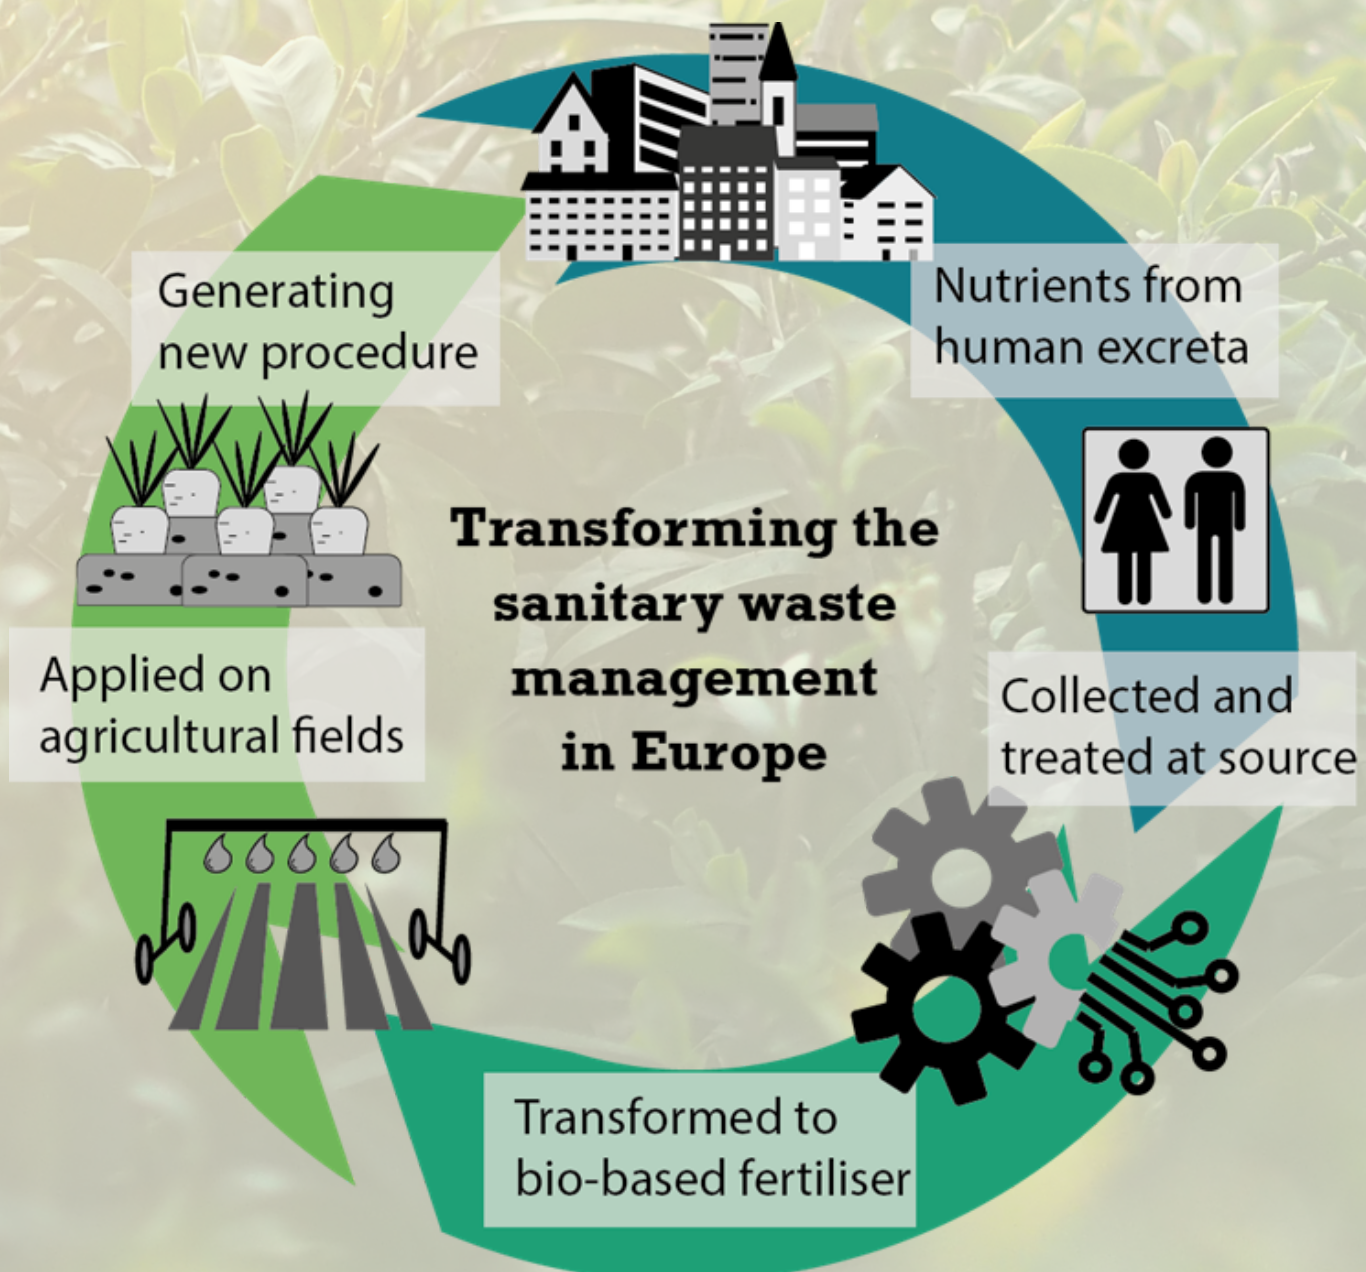 Generating
new procedure
Nutrients from
human excreta
Transforming the
sanitary waste
management
in Europe
Applied on
agricultural fields
Collected and
treated at source
Transformed to
bio-based fertiliser